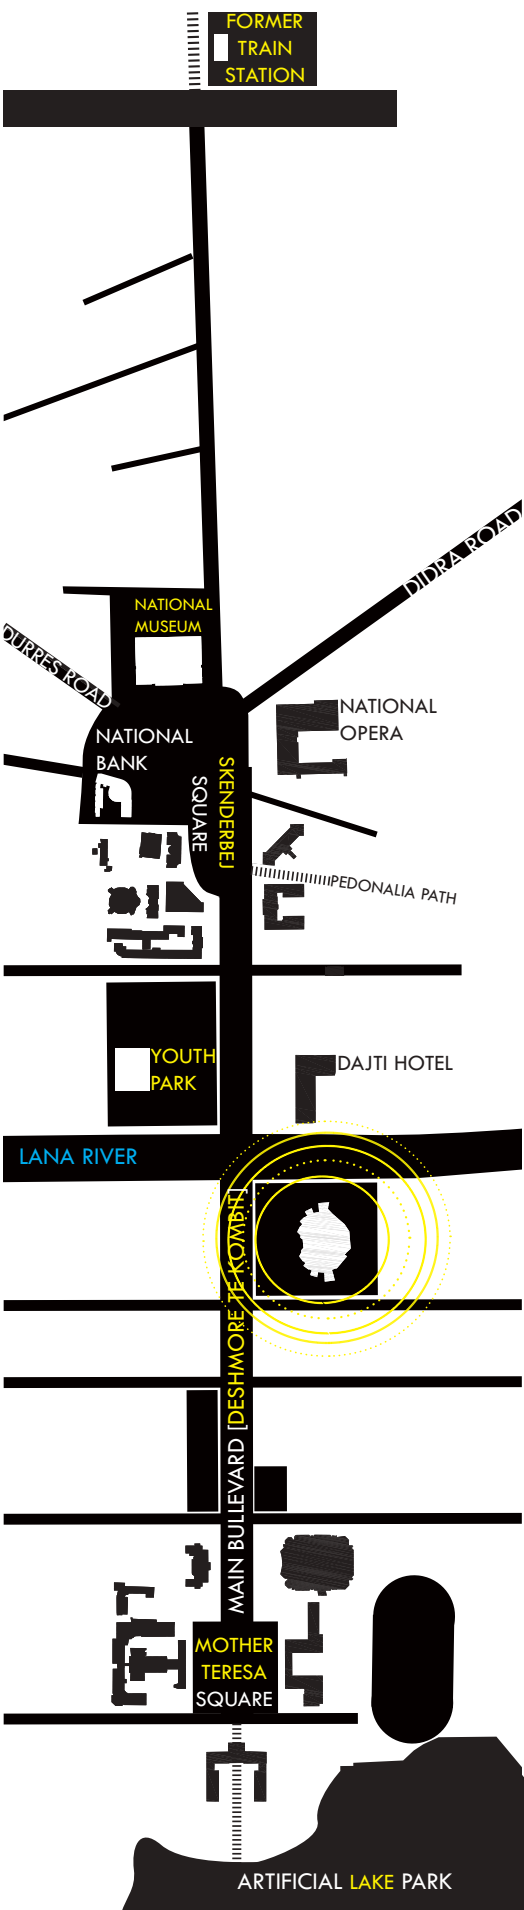 FORMER
TRAIN
STATION
DIDRA ROAD
NATIONAL
MUSEUM
DURRES ROAD
NATIONAL
OPERA
NATIONAL
BANK
SKENDERBEJ
SQUARE
PEDONALIA PATH
YOUTH
PARK
DAJTI HOTEL
LANA RIVER
MAIN BULLEVARD [DESHMORE TE KOMBIT]
MOTHER
TERESA
SQUARE
ARTIFICIAL LAKE PARK